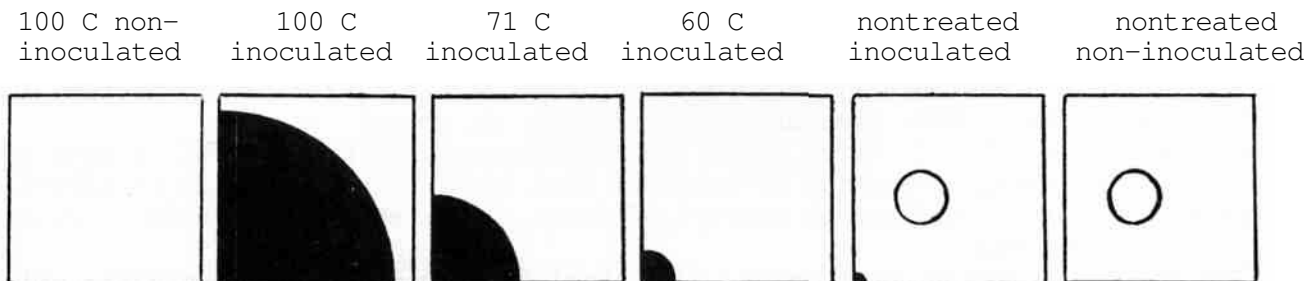 100 C non-
inoculated
100 C
inoculated
71 C
inoculated
60 C
inoculated
nontreated
inoculated
nontreated
non-inoculated